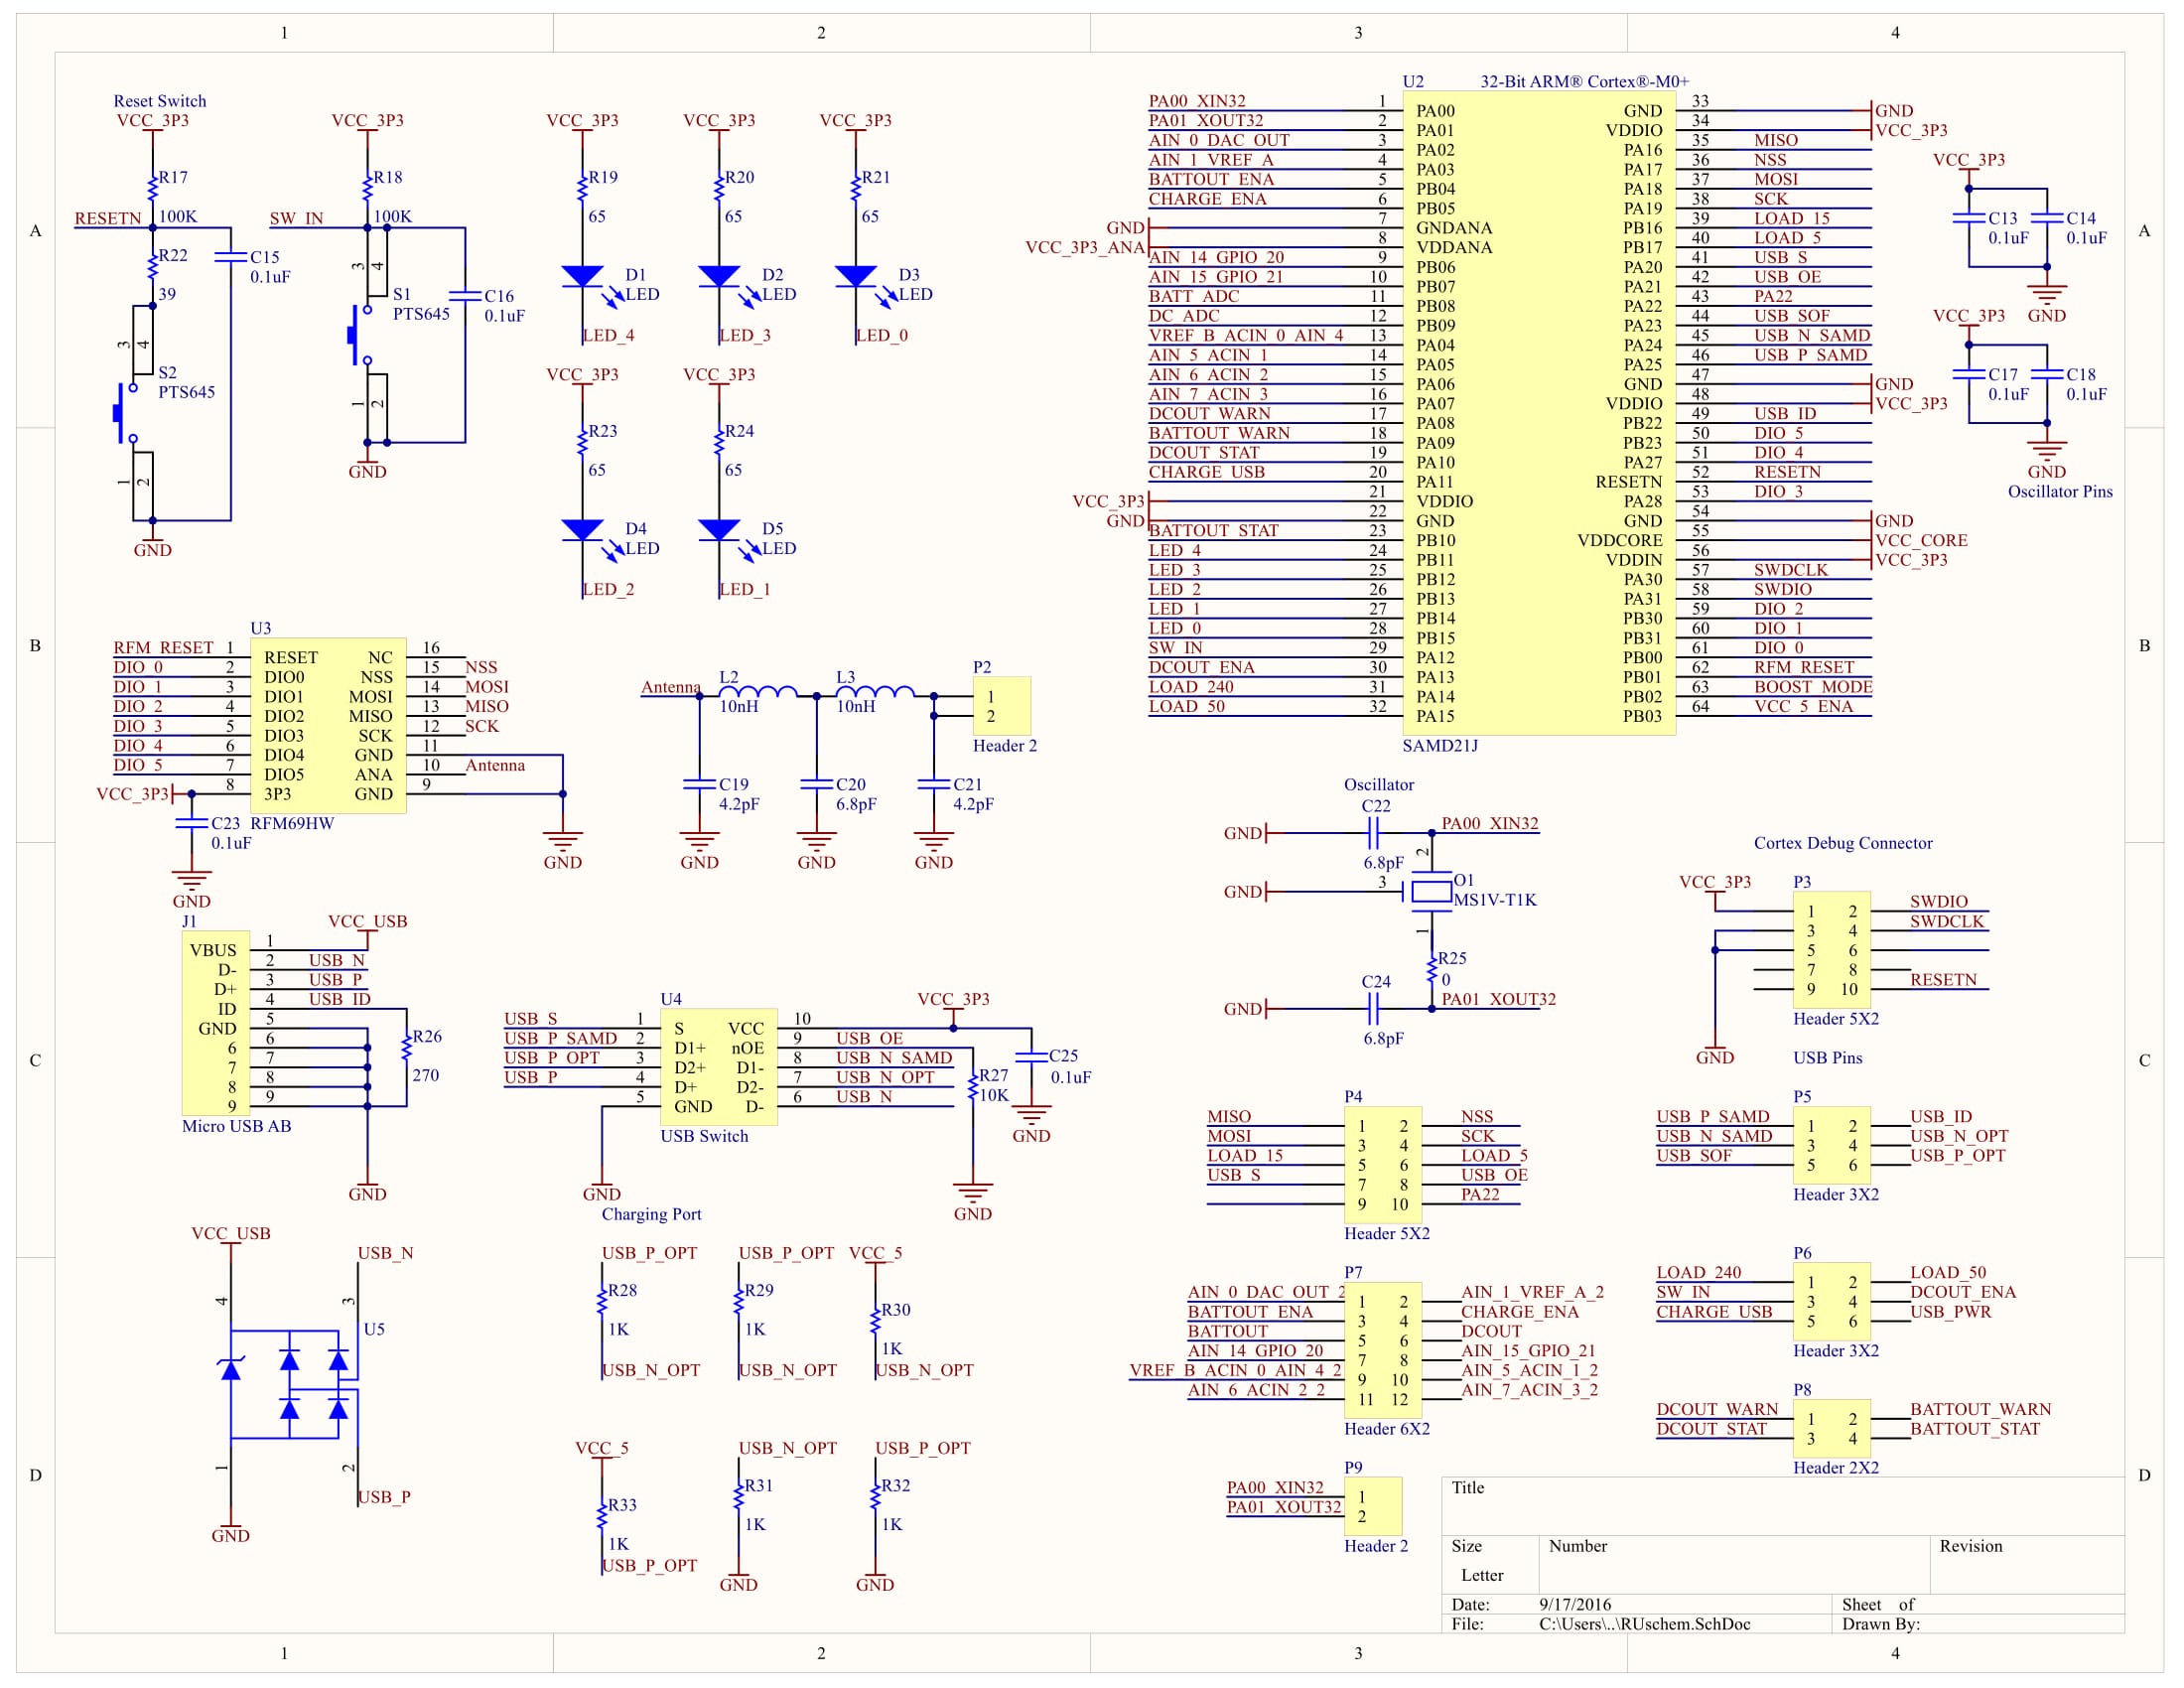 1 2 3 4
A A
B B
C C
D D
1 2 3 4
Reset Switch
VCC_3P3
R17
100K
RESETN
R22
39
C15
0.1uF
3 4
S2
PTS645
1 2
GND
VCC_3P3
R18
100K
SW_IN
3 4
S1
PTS645
C16
0.1uF
1 2
GND
VCC_3P3
R19
65
D1
LED
LED_4
VCC_3P3
R20
65
D2
LED
LED_3
VCC_3P3
R21
65
D3
LED
LED_0
VCC_3P3
R23
65
D4
LED
LED_2
VCC_3P3
R24
65
D5
LED
LED_1
U2 32-Bit ARM® Cortex®-M0+
PA00_XIN32 1 PA00
PA01_XOUT32 2 PA01
AIN_0_DAC_OUT 3 PA02
AIN_1_VREF_A 4 PA03
BATTOUT_ENA 5 PB04
CHARGE_ENA 6 PB05
GND 7 GNDANA
VCC_3P3_ANA 8 VDDANA
AIN_14_GPIO_20 9 PB06
AIN_15_GPIO_21 10 PB07
BATT_ADC 11 PB08
DC_ADC 12 PB09
VREF_B_ACIN_0_AIN_4 13 PA04
AIN_5_ACIN_1 14 PA05
AIN_6_ACIN_2 15 PA06
AIN_7_ACIN_3 16 PA07
DCOUT_WARN 17 PA08
BATTOUT_WARN 18 PA09
DCOUT_STAT 19 PA10
CHARGE_USB 20 PA11
VCC_3P3 21 VDDIO
GND 22 GND
BATTOUT_STAT 23 PB10
LED_4 24 PB11
LED_3 25 PB12
LED_2 26 PB13
LED_1 27 PB14
LED_0 28 PB15
SW_IN 29 PA12
DCOUT_ENA 30 PA13
LOAD_240 31 PA14
LOAD_50 32 PA15
GND 33 GND
VDDIO 34 VCC_3P3
PA16 35 MISO
PA17 36 NSS
PA18 37 MOSI
PA19 38 SCK
PB16 39 LOAD_15
PB17 40 LOAD_5
PA20 41 USB_S
PA21 42 USB_OE
PA22 43 PA22
PA23 44 USB_SOF
PA24 45 USB_N_SAMD
PA25 46 USB_P_SAMD
GND 47 GND
VDDIO 48 VCC_3P3
PB22 49 USB_ID
PB23 50 DIO_5
PA27 51 DIO_4
RESETN 52 RESETN
PA28 53 DIO_3
GND 54 GND
VDDCORE 55 VCC_CORE
VDDIN 56 VCC_3P3
PA30 57 SWDCLK
PA31 58 SWDIO
PB30 59 DIO_2
PB31 60 DIO_1
PB00 61 DIO_0
PB01 62 RFM_RESET
PB02 63 BOOST_MODE
PB03 64 VCC_5_ENA
SAMD21J
VCC_3P3
C13
0.1uF
C14
0.1uF
GND
VCC_3P3
C17
0.1uF
C18
0.1uF
GND
Oscillator Pins
U3
RFM_RESET 1 RESET NC 16
DIO_0 2 DIO0 NSS 15 NSS
DIO_1 3 DIO1 MOSI 14 MOSI
DIO_2 4 DIO2 MISO 13 MISO
DIO_3 5 DIO3 SCK 12 SCK
DIO_4 6 DIO4 GND 11
DIO_5 7 DIO5 ANA 10 Antenna
VCC_3P3 8 3P3 GND 9
C23 RFM69HW
0.1uF
GND
GND
Antenna
L2
10nH
L3
10nH
P2
1
2
Header 2
C19
4.2pF
C20
6.8pF
C21
4.2pF
GND
GND
GND
Oscillator
C22
GND
PA00_XIN32
6.8pF
2
GND 3
O1
MS1V-T1K
1
R25
0
C24
GND
PA01_XOUT32
6.8pF
Cortex Debug Connector
VCC_3P3
P3
1 2 SWDIO
3 4 SWDCLK
5 6
7 8
9 10 RESETN
Header 5X2
GND
USB Pins
J1
VCC_USB
VBUS 1
D- 2 USB_N
D+ 3 USB_P
ID 4 USB_ID
GND 5
6 6
7 7
8 8
9 9
Micro USB AB
R26
270
GND
U4
USB_S 1 S VCC 10
USB_P_SAMD 2 D1+ nOE 9 USB_OE
USB_P_OPT 3 D2+ D1- 8 USB_N_SAMD
USB_P 4 D+ D2- 7 USB_N_OPT
5 GND D- 6 USB_N
USB Switch
VCC_3P3
C25
0.1uF
GND
R27
10K
GND
GND
P4
MISO 1 2 NSS
MOSI 3 4 SCK
LOAD_15 5 6 LOAD_5
USB_S 7 8 USB_OE
9 10 PA22
Header 5X2
P5
USB_P_SAMD 1 2 USB_ID
USB_N_SAMD 3 4 USB_N_OPT
USB_SOF 5 6 USB_P_OPT
Header 3X2
VCC_USB
USB_N
4 3
U5
1 2
USB_P
GND
Charging Port
USB_P_OPT
R28
1K
USB_N_OPT
USB_P_OPT
R29
1K
USB_N_OPT
VCC_5
R30
1K
USB_N_OPT
VCC_5
R33
1K
USB_P_OPT
USB_N_OPT
R31
1K
GND
USB_P_OPT
R32
1K
GND
P7
AIN_0_DAC_OUT_2 1 2 AIN_1_VREF_A_2
BATTOUT_ENA 3 4 CHARGE_ENA
BATTOUT 5 6 DCOUT
AIN_14_GPIO_20 7 8 AIN_15_GPIO_21
VREF_B_ACIN_0_AIN_4_2 9 10 AIN_5_ACIN_1_2
AIN_6_ACIN_2_2 11 12 AIN_7_ACIN_3_2
Header 6X2
P6
LOAD_240 1 2 LOAD_50
SW_IN 3 4 DCOUT_ENA
CHARGE_USB 5 6 USB_PWR
Header 3X2
P8
DCOUT_WARN 1 2 BATTOUT_WARN
DCOUT_STAT 3 4 BATTOUT_STAT
Header 2X2
P9
PA00_XIN32 1
PA01_XOUT32 2
Header 2
Title
Size Number Revision
Letter
Date: 9/17/2016 Sheet of
File: C:\Users\..\RUschem.SchDoc Drawn By: